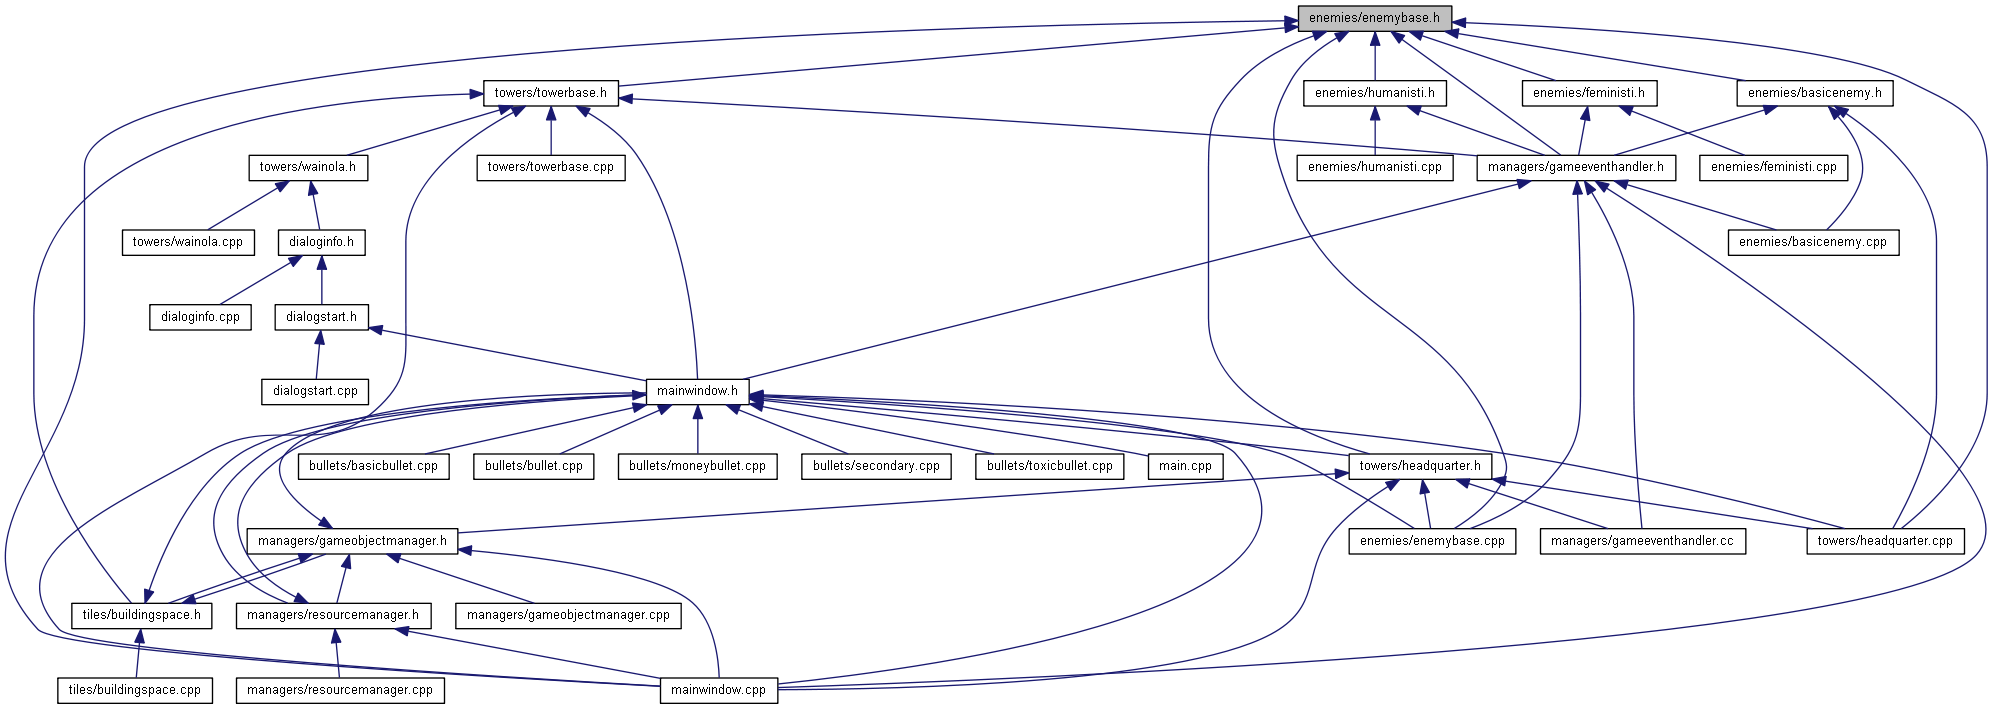 enemies/enemybase.h
towers/towerbase.h
enemies/humanisti.h
enemies/feministi.h
enemies/basicenemy.h
towers/wainola.h
towers/towerbase.cpp
enemies/humanisti.cpp
managers/gameeventhandler.h
enemies/feministi.cpp
towers/wainola.cpp
dialoginfo.h
enemies/basicenemy.cpp
dialoginfo.cpp
dialogstart.h
dialogstart.cpp
mainwindow.h
bullets/basicbullet.cpp
bullets/bullet.cpp
bullets/moneybullet.cpp
bullets/secondary.cpp
bullets/toxicbullet.cpp
main.cpp
towers/headquarter.h
managers/gameobjectmanager.h
enemies/enemybase.cpp
managers/gameeventhandler.cc
towers/headquarter.cpp
tiles/buildingspace.h
managers/resourcemanager.h
managers/gameobjectmanager.cpp
tiles/buildingspace.cpp
managers/resourcemanager.cpp
mainwindow.cpp